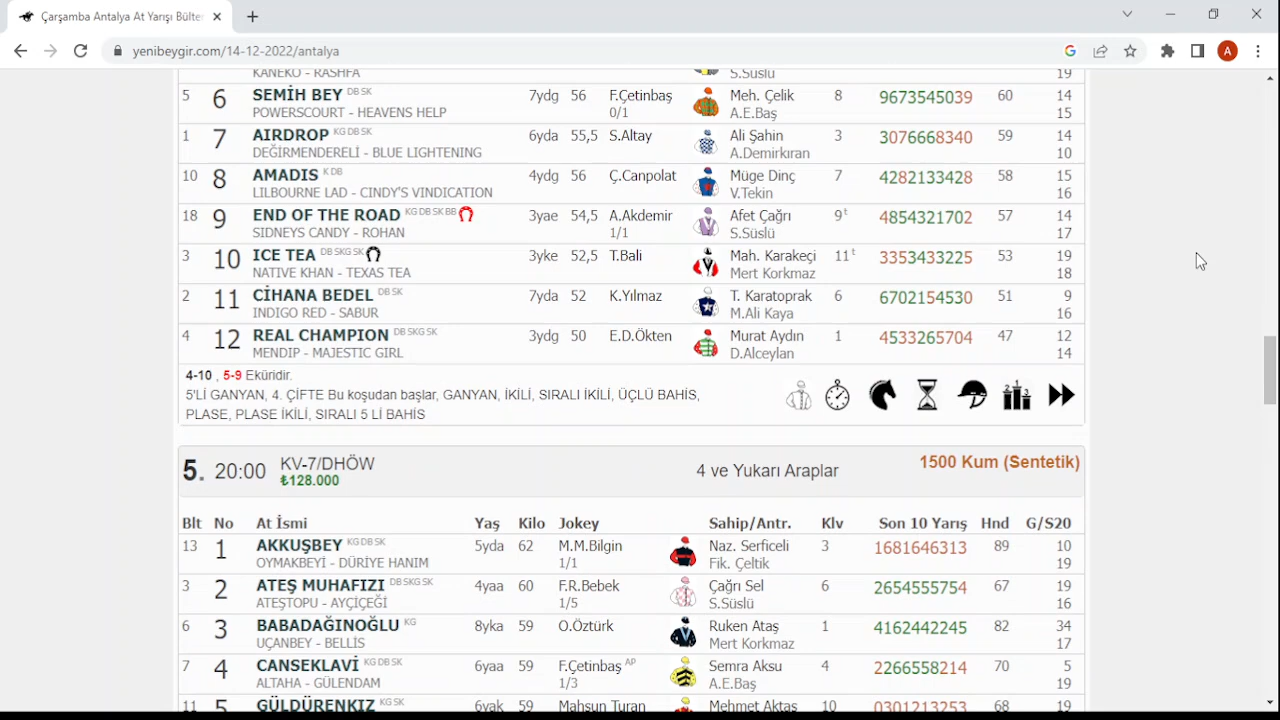 Çarşamba Antalya At Yarışı Bülter
yenibeygir.com/14-12-2022/antalya
A
KANEKO - RASHFA S.Süslü 19
5 6 SEMİH BEY DB SK 7ydg 56 F.Çetinbaş Meh. Çelik 8 9673545039 60 14
POWERSCOURT - HEAVENS HELP 0/1 A.E.Baş 15
1 7 AIRDROP KG DB SK 6yda 55,5 S.Altay Ali Şahin 3 3076668340 59 14
DEĞİRMENDERELİ - BLUE LIGHTENING A.Demirkıran 10
10 8 AMADIS K DB 4ydg 56 Ç.Canpolat Müge Dinç 7 4282133428 58 15
LILBOURNE LAD - CINDY'S VINDICATION V.Tekin 16
18 9 END OF THE ROAD KG DB SK BB 3yae 54,5 A.Akdemir Afet Çağrı 9t 4854321702 57 14
SIDNEYS CANDY - ROHAN 1/1 S.Süslü 17
3 10 ICE TEA DB SKG SK 3yke 52,5 T.Bali Mah. Karakeçi 11t 3353433225 53 19
NATIVE KHAN - TEXAS TEA Mert Korkmaz 18
2 11 CİHANA BEDEL DB SK 7yda 52 K.Yılmaz T. Karatoprak 6 6702154530 51 9
INDIGO RED - SABUR M.Ali Kaya 16
4 12 REAL CHAMPION DB SKG SK 3ydg 50 E.D.Ökten Murat Aydın 1 4533265704 47 12
MENDIP - MAJESTIC GIRL D.Alceylan 14
4-10 , 5-9 Eküridir.
5'Lİ GANYAN, 4. ÇİFTE Bu koşudan başlar, GANYAN, İKİLİ, SIRALI İKİLİ, ÜÇLÜ BAHİS,
PLASE, PLASE İKİLİ, SIRALI 5 Lİ BAHİS
5. 20:00 KV-7/DHÖW 4 ve Yukarı Araplar 1500 Kum (Sentetik)
₺128.000
Blt No At İsmi Yaş Kilo Jokey Sahip/Antr. Klv Son 10 Yarış Hnd G/S20
13 1 AKKUŞBEY KG DB SK 5yda 62 M.M.Bilgin Naz. Serficeli 3 1681646313 89 10
OYMAKBEYİ - DÜRİYE HANIM 1/1 Fik. Çeltik 19
3 2 ATEŞ MUHAFIZI DB SKG SK 4yaa 60 F.R.Bebek Çağrı Sel 6 2654555754 67 19
ATEŞTOPU - AYÇİÇEĞİ 1/5 S.Süslü 16
6 3 BABADAĞINOĞLU KG 8yka 59 O.Öztürk Ruken Ataş 1 4162442245 82 34
UÇANBEY - BELLİS Mert Korkmaz 17
7 4 CANSEKLAVİ KG DB SK 6yaa 59 F.Çetinbaş AP Semra Aksu 4 2266558214 70 5
ALTAHA - GÜLENDAM 1/3 A.E.Baş 19
11 5 GÜLDÜRENKIZ KG SK 6yak 59 Mahsun Turan Mehmet Aktaş 10 0301213253 68 19